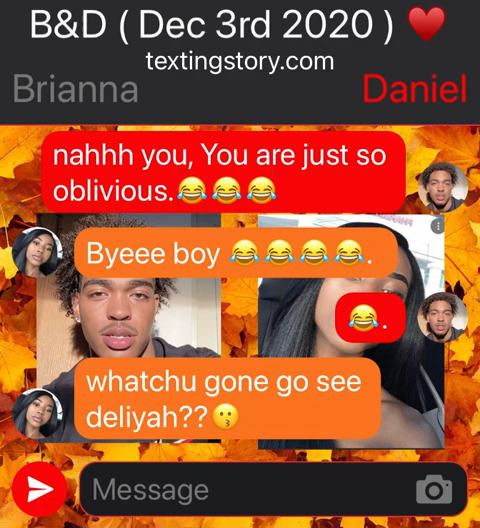 B&D ( Dec 3rd 2020 ) ♥️
textingstory.com
Brianna
Daniel
nahhh you, You are just so
oblivious.😂😂😂
Byeee boy 😂😂😂😂.
😂.
whatchu gone go see
deliyah??😗
Message